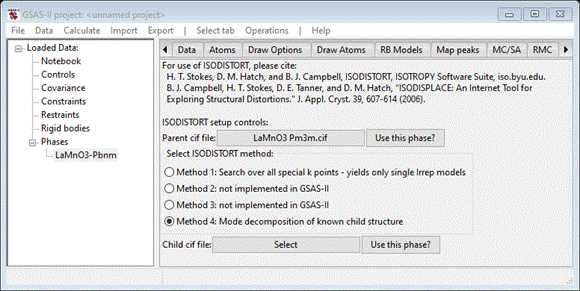 GSAS-II project: <unnamed project>
File Data Calculate Import Export | Select tab Operations | Help
Loaded Data:
Notebook
Controls
Covariance
Constraints
Restraints
Rigid bodies
Phases
LaMnO3-Pbnm
Data Atoms Draw Options Draw Atoms RB Models Map peaks MC/SA RMC
For use of ISODISTORT, please cite:
H. T. Stokes, D. M. Hatch, and B. J. Campbell, ISODISTORT, ISOTROPY Software Suite, iso.byu.edu.
B. J. Campbell, H. T. Stokes, D. E. Tanner, and D. M. Hatch, "ISODISPLACE: An Internet Tool for
Exploring Structural Distortions." J. Appl. Cryst. 39, 607-614 (2006).
ISODISTORT setup controls:
Parent cif file: LaMnO3 Pm3m.cif Use this phase?
Select ISODISTORT method:
Method 1: Search over all special k points - yields only single Irrep models
Method 2: not implemented in GSAS-II
Method 3: not implemented in GSAS-II
Method 4: Mode decomposition of known child structure
Child cif file: Select Use this phase?